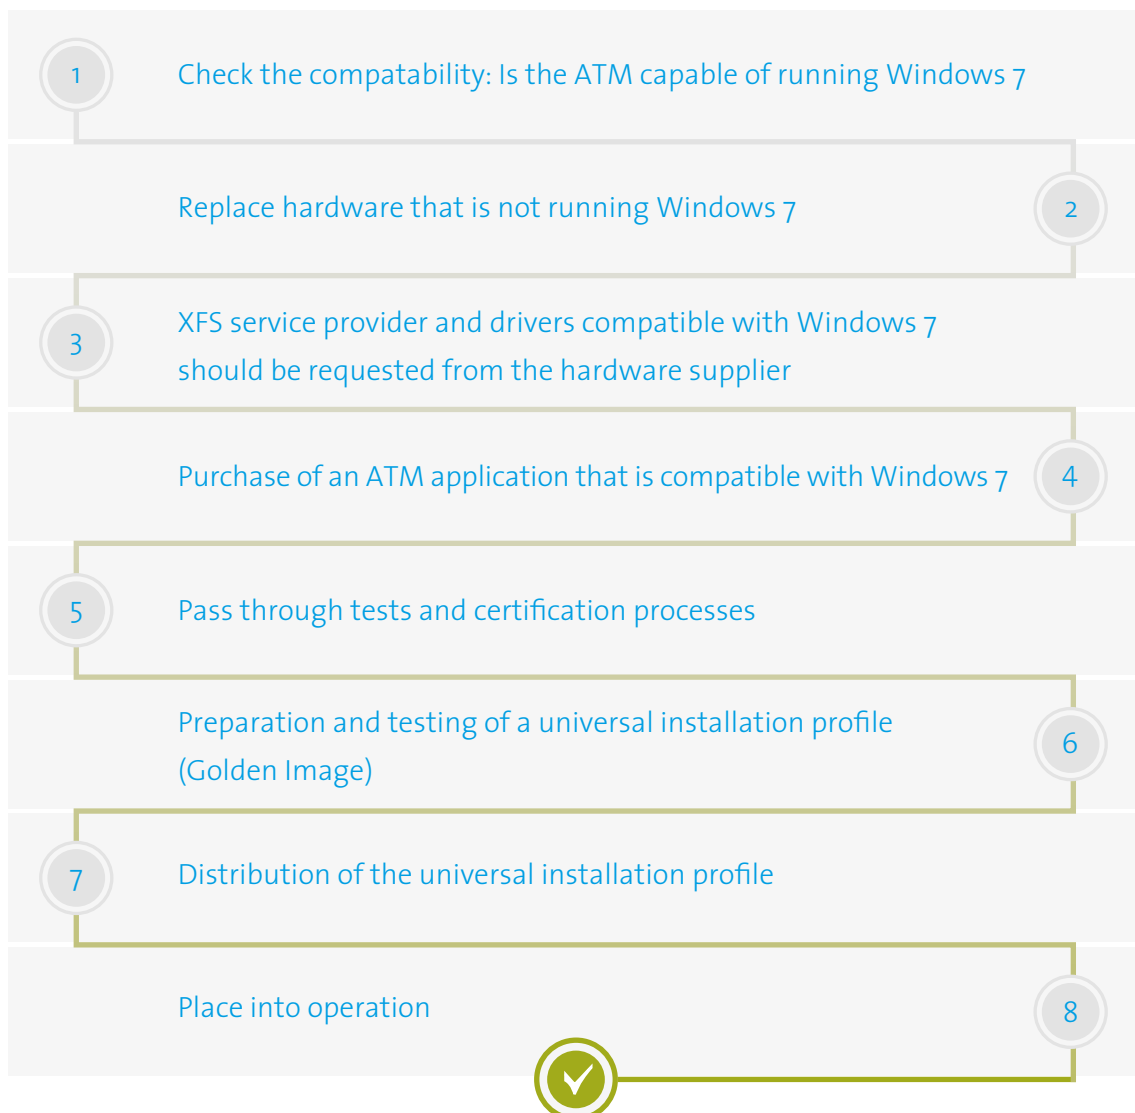 1
Check the compatability: Is the ATM capable of running Windows 7
Replace hardware that is not running Windows 7
2
3
XFS service provider and drivers compatible with Windows 7
should be requested from the hardware supplier
Purchase of an ATM application that is compatible with Windows 7
4
5
Pass through tests and certification processes
Preparation and testing of a universal installation profile
(Golden Image)
6
7
Distribution of the universal installation profile
Place into operation
8